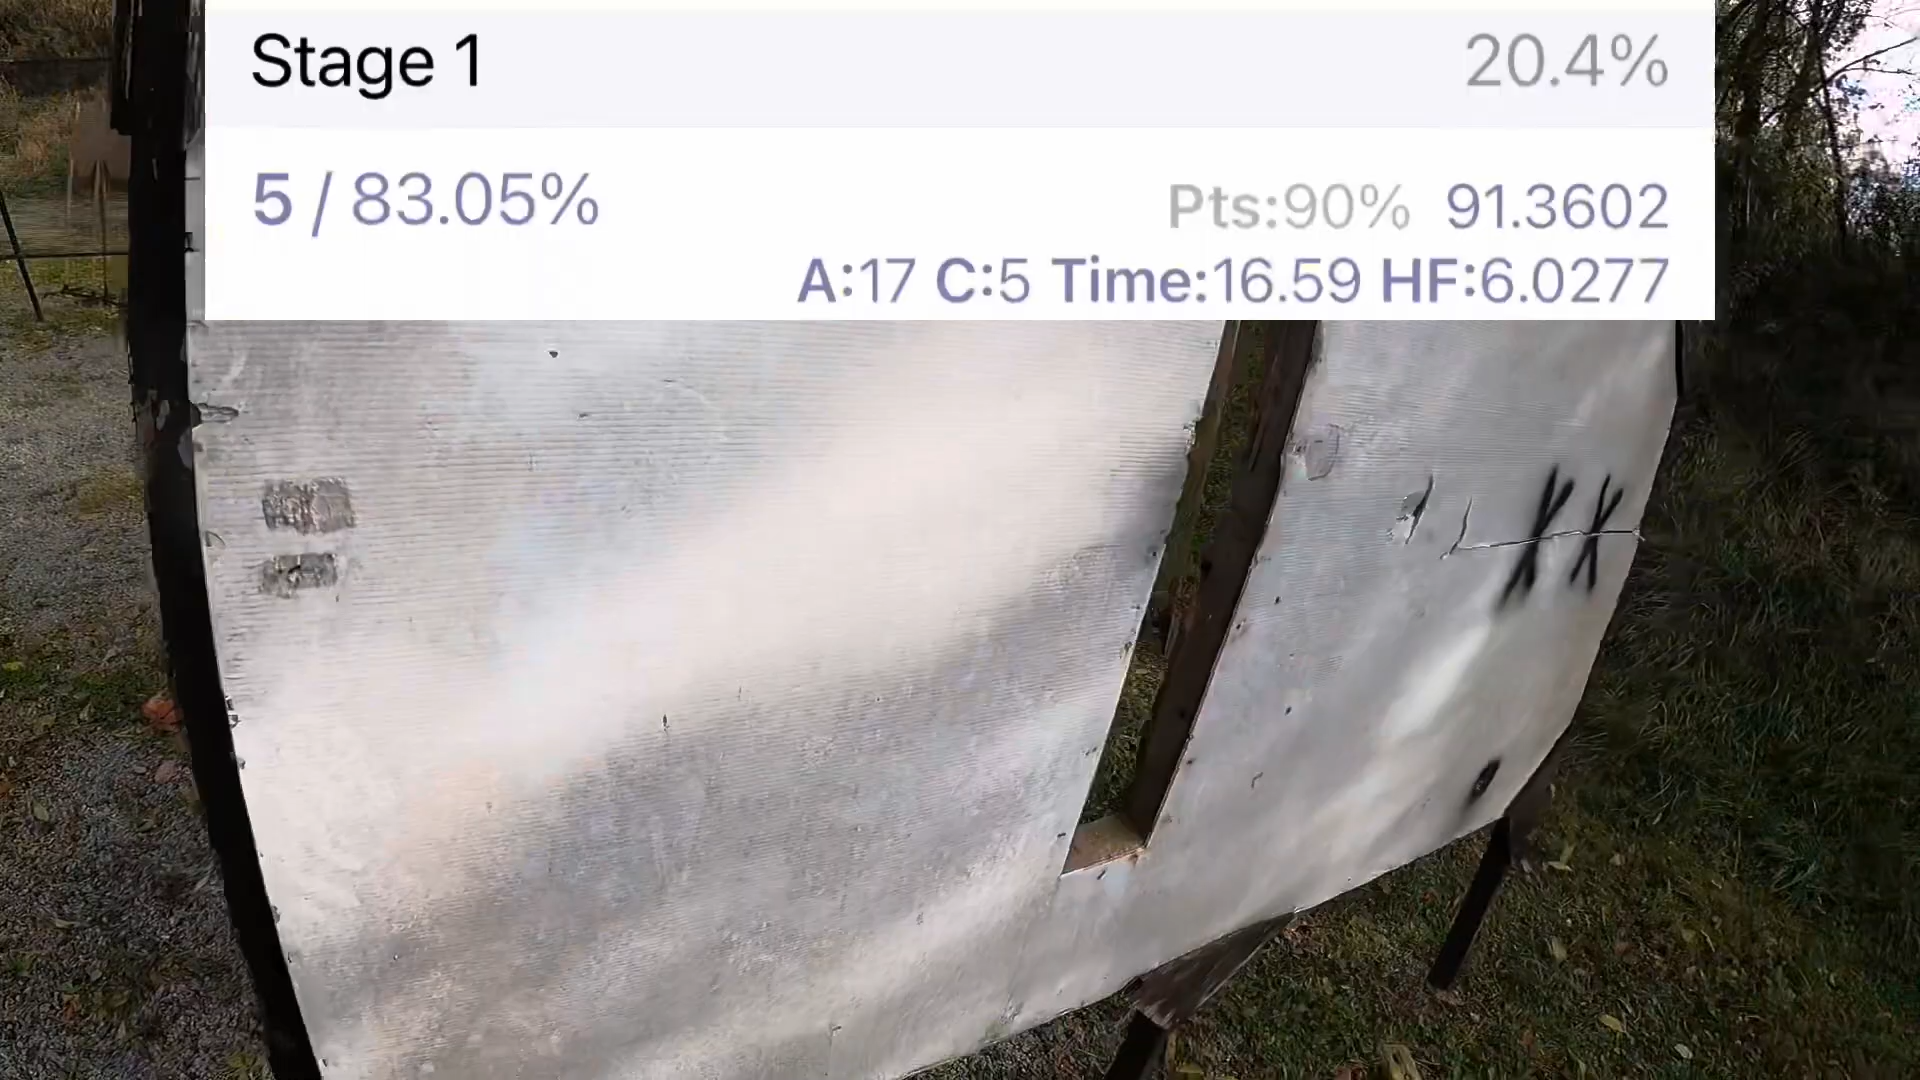 Stage 1 20.4%
5 / 83.05% Pts:90% 91.3602
A:17 C:5 Time:16.59 HF:6.0277